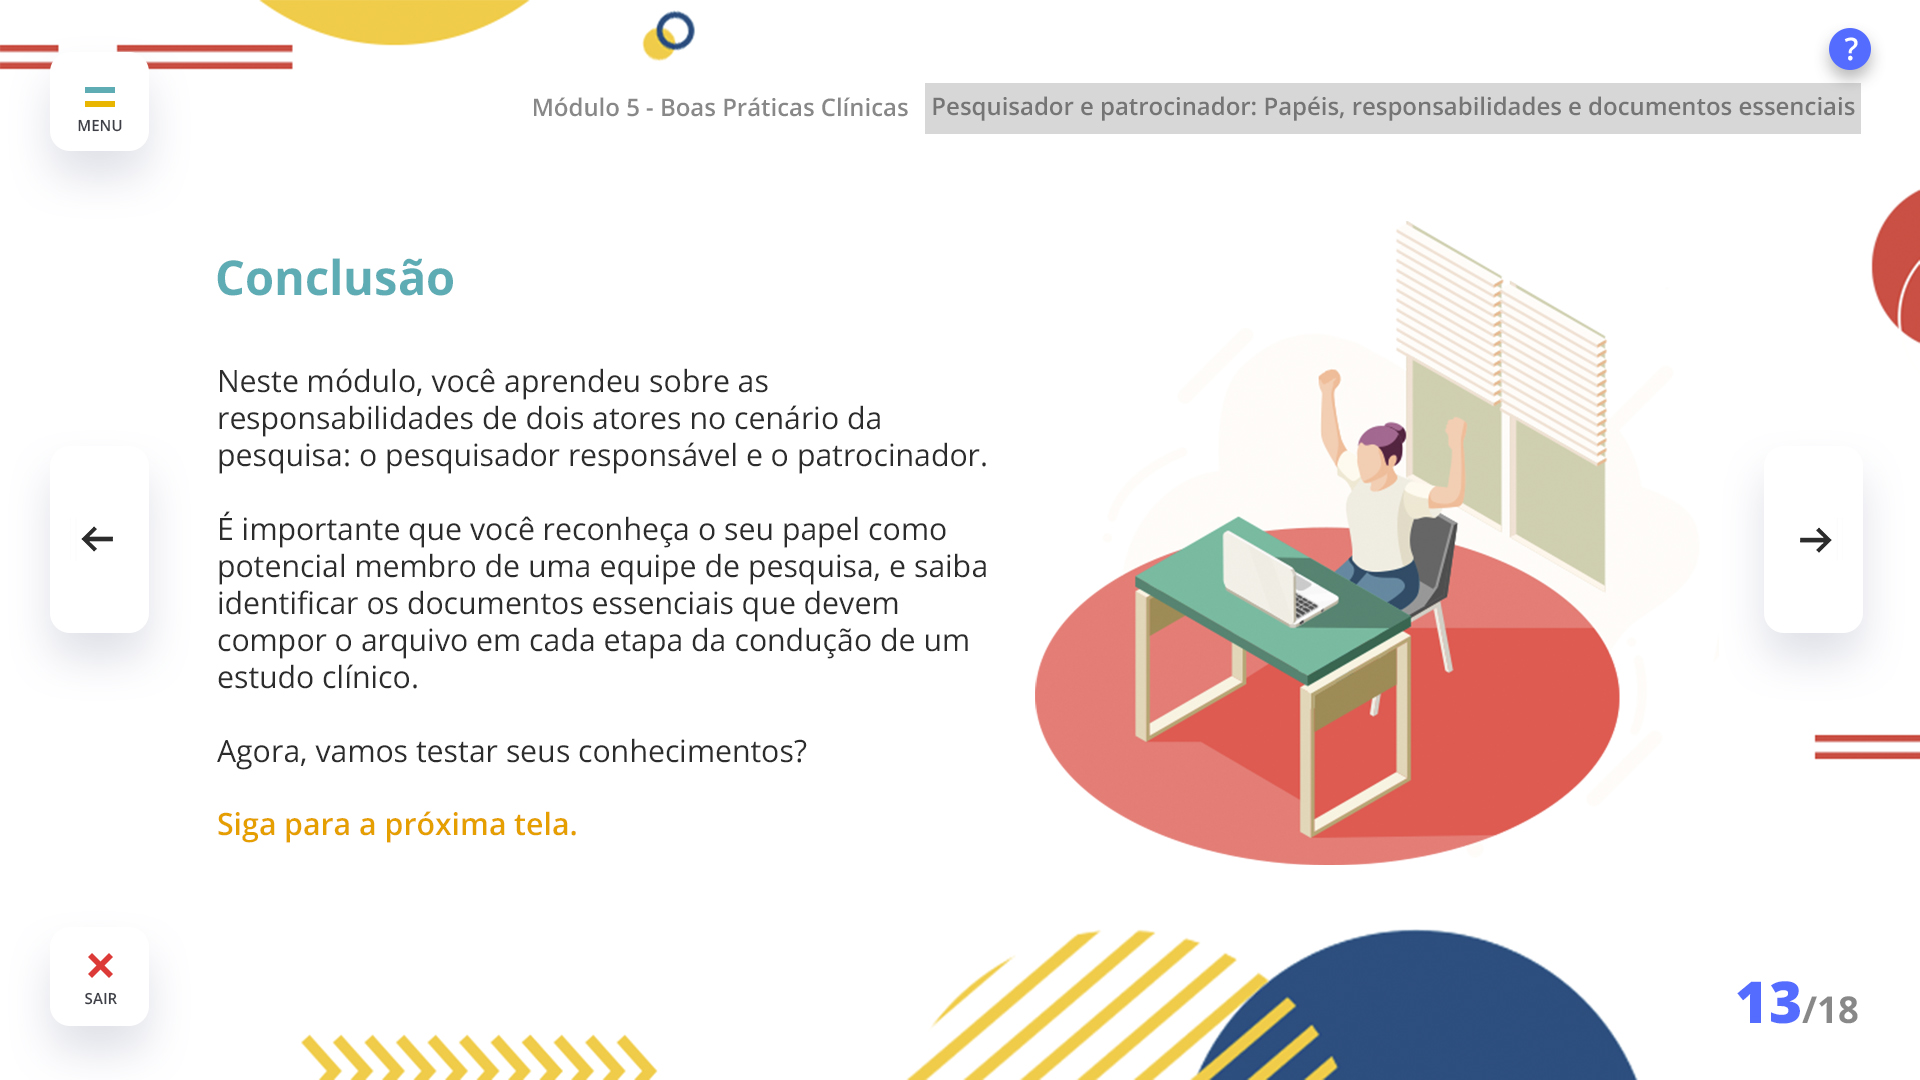 ?
MENU
Módulo 5 - Boas Práticas Clínicas
Pesquisador e patrocinador: Papéis, responsabilidades e documentos essenciais
Conclusão
Neste módulo, você aprendeu sobre as
responsabilidades de dois atores no cenário da
pesquisa: o pesquisador responsável e o patrocinador.
É importante que você reconheça o seu papel como
potencial membro de uma equipe de pesquisa, e saiba
identificar os documentos essenciais que devem
compor o arquivo em cada etapa da condução de um
estudo clínico.
Agora, vamos testar seus conhecimentos?
Siga para a próxima tela.
SAIR
13/18